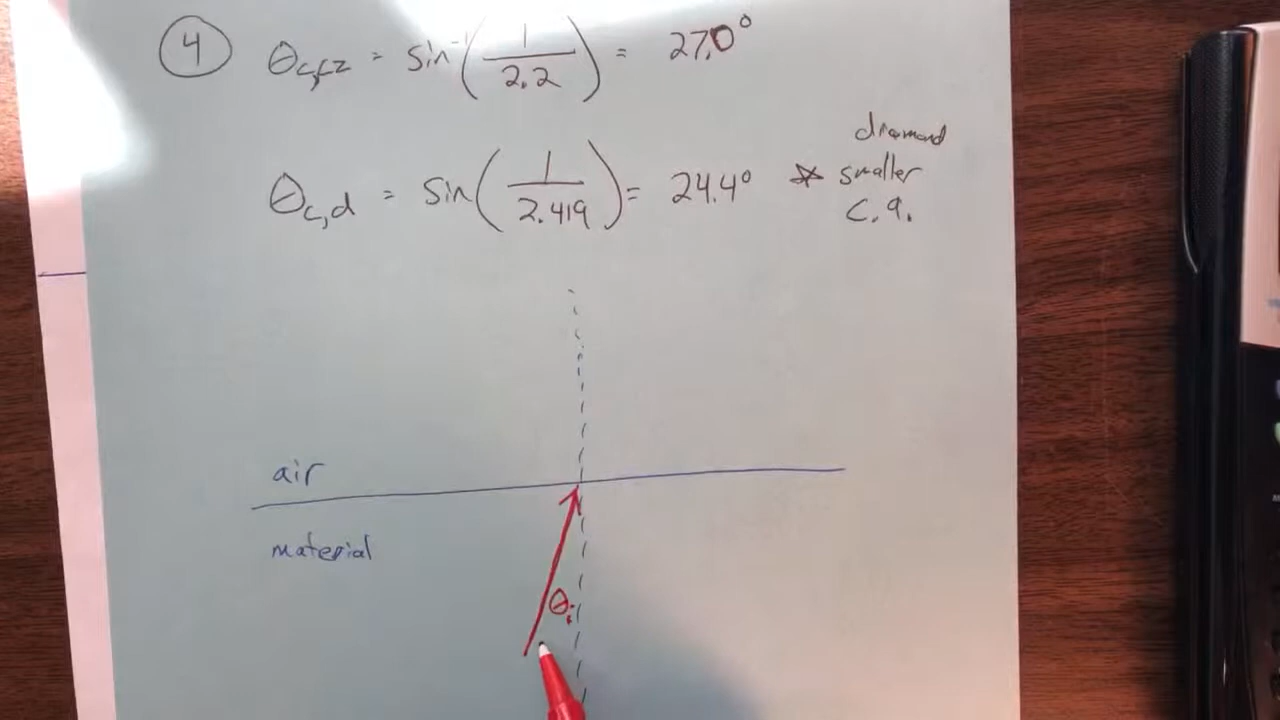 ④ θc,cz = sin⁻¹(1/2.2) = 27.0°
θc,d = sin(1/2.419) = 24.4° * diamond
smaller
c.a.
air
material
θi